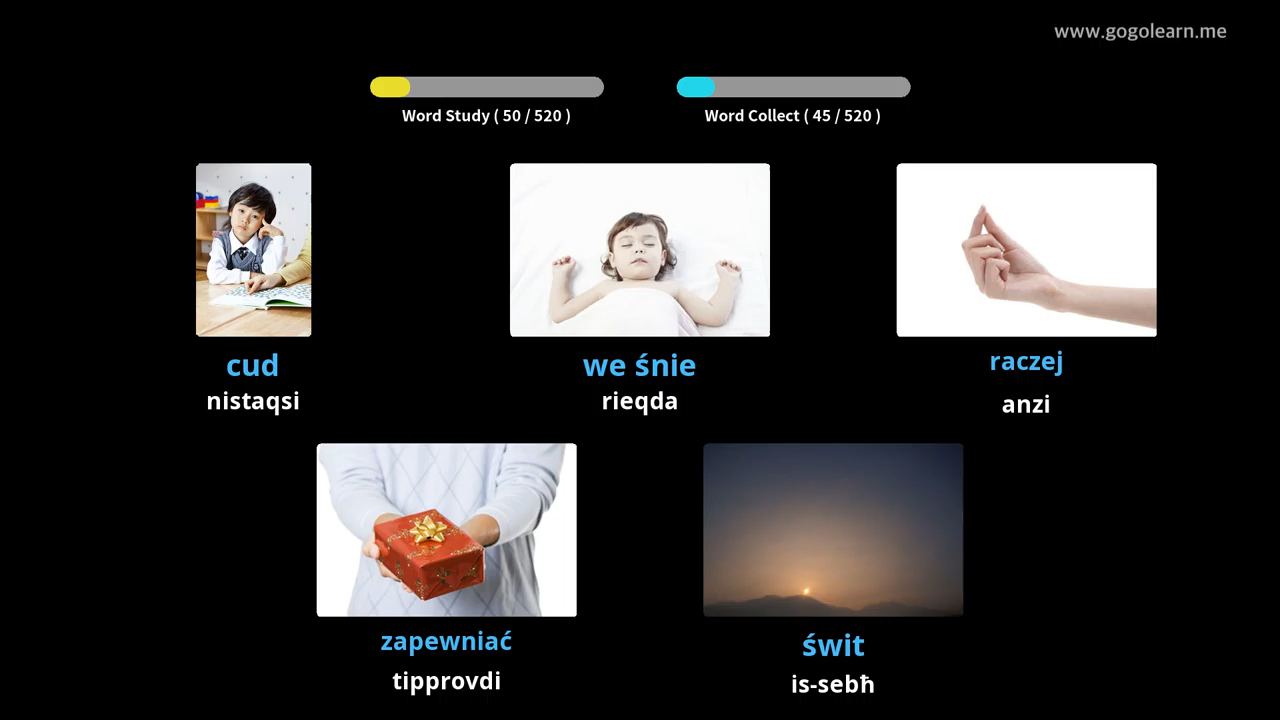 www.gogolearn.me
Word Study ( 50 / 520 )
Word Collect ( 45 / 520 )
cud
nistaqsi
we śnie
rieqda
raczej
anzi
zapewniać
tipprovdi
świt
is-sebħ